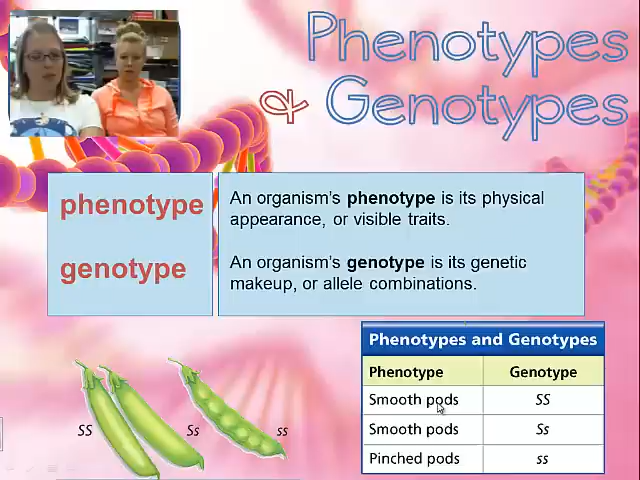 Phenotypes
& Genotypes
phenotype
An organism's phenotype is its physical
appearance, or visible traits.
genotype
An organism's genotype is its genetic
makeup, or allele combinations.
SS
Ss
ss
Phenotypes and Genotypes
Phenotype Genotype
Smooth pods SS
Smooth pods Ss
Pinched pods ss